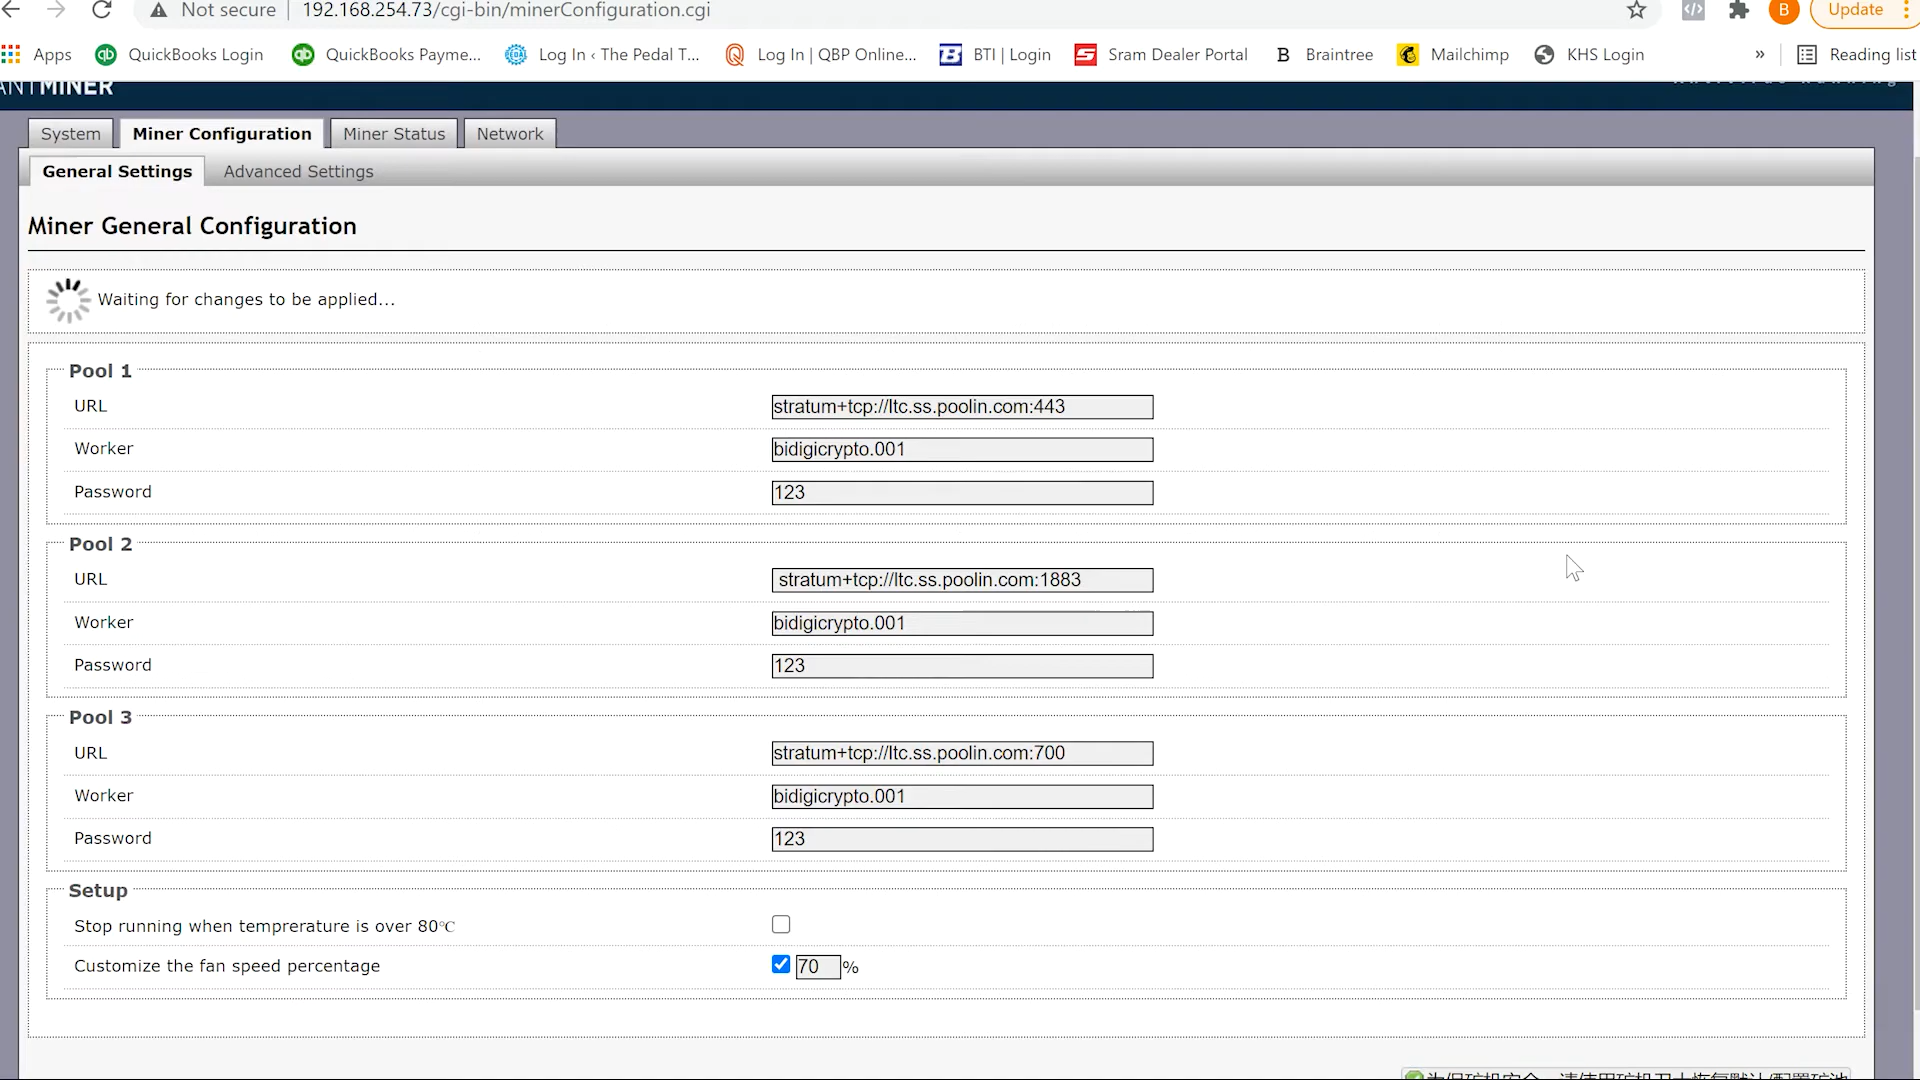 Not secure 192.168.254.73/cgi-bin/minerConfiguration.cgi B Update
Apps QuickBooks Login QuickBooks Payme... Log In ‹ The Pedal T... Log In | QBP Online... BTI | Login Sram Dealer Portal B Braintree Mailchimp KHS Login » Reading list
ANTMINER
System Miner Configuration Miner Status Network
General Settings Advanced Settings
Miner General Configuration
Waiting for changes to be applied...
Pool 1
URL stratum+tcp://ltc.ss.poolin.com:443
Worker bidigicrypto.001
Password 123
Pool 2
URL stratum+tcp://ltc.ss.poolin.com:1883
Worker bidigicrypto.001
Password 123
Pool 3
URL stratum+tcp://ltc.ss.poolin.com:700
Worker bidigicrypto.001
Password 123
Setup
Stop running when temprerature is over 80℃
Customize the fan speed percentage 70 %